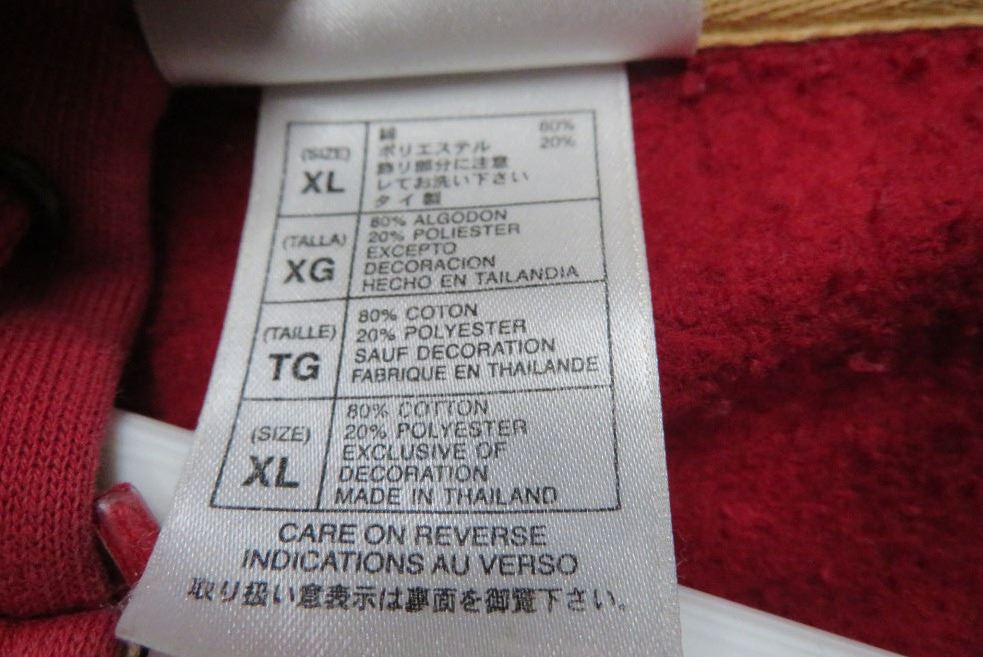 (SIZE)
XL
綿 80%
ポリエステル 20%
飾り部分に注意
レてお洗い下さい
タイ製
(TALLA)
XG
80% ALGODON
20% POLIESTER
EXCEPTO
DECORACION
HECHO EN TAILANDIA
(TAILLE)
TG
80% COTON
20% POLYESTER
SAUF DECORATION
FABRIQUE EN THAILANDE
(SIZE)
XL
80% COTTON
20% POLYESTER
EXCLUSIVE OF
DECORATION
MADE IN THAILAND
CARE ON REVERSE
INDICATIONS AU VERSO
取り扱い意表示は裏面を御覧下さい。